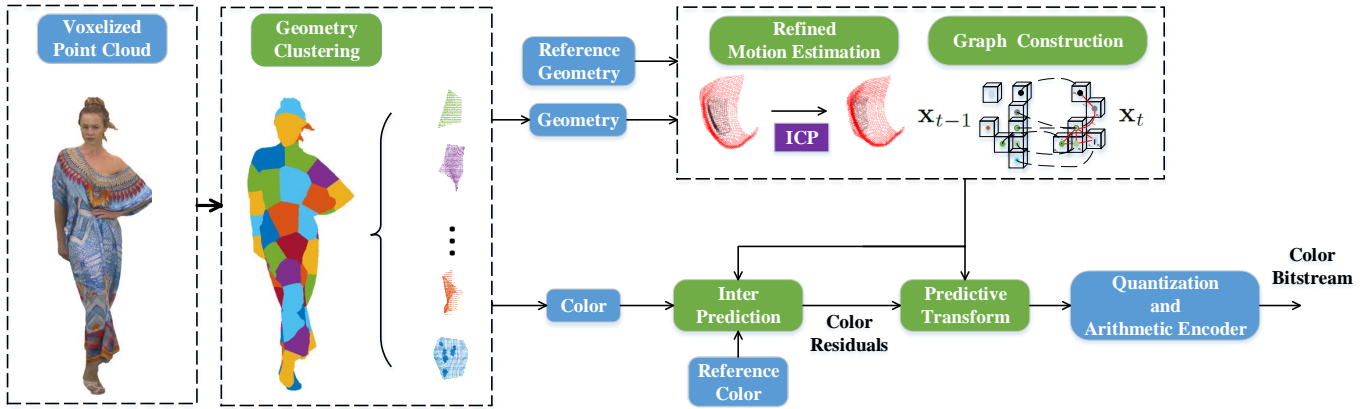 Voxelized
Point Cloud
Geometry
Clustering
Reference
Geometry
Geometry
Refined
Motion Estimation
ICP
Graph Construction
x_{t−1}
x_t
Color
Inter
Prediction
Reference
Color
Color
Residuals
Predictive
Transform
Quantization
and
Arithmetic Encoder
Color
Bitstream